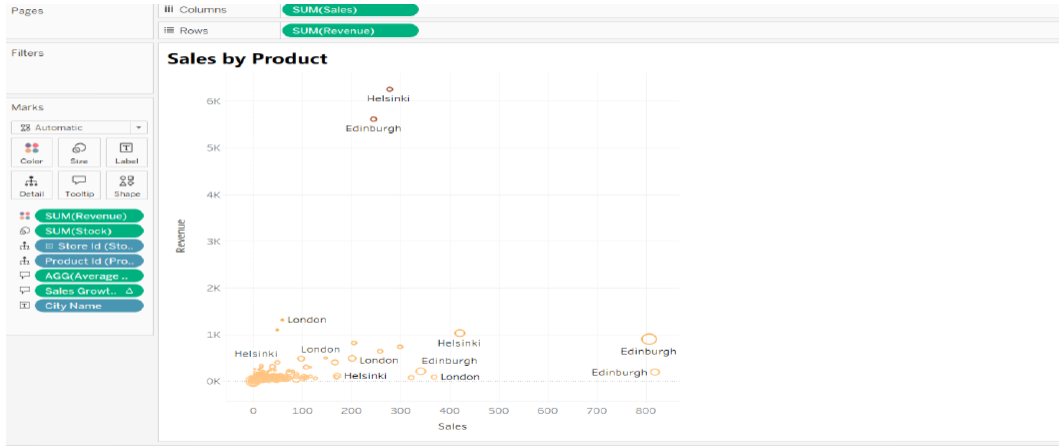 Pages
Columns SUM(Sales)
Rows SUM(Revenue)
Filters
Sales by Product
Marks
Automatic
Color Size Label
Detail Tooltip Shape
SUM(Revenue)
SUM(Stock)
Store Id (Sto..
Product Id (Pro..
AGG(Average ..
Sales Growt.. Δ
City Name
Revenue
6K
5K
4K
3K
2K
1K
0K
Helsinki
Edinburgh
London
Helsinki
Helsinki
London
London
Edinburgh
Edinburgh
Helsinki
London
Edinburgh
0 100 200 300 400 500 600 700 800
Sales